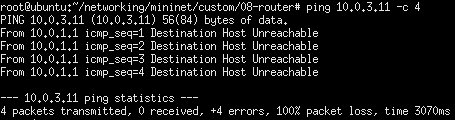 root@ubuntu:~/networking/mininet/custom/08-router# ping 10.0.3.11 -c 4
PING 10.0.3.11 (10.0.3.11) 56(84) bytes of data.
From 10.0.1.1 icmp_seq=1 Destination Host Unreachable
From 10.0.1.1 icmp_seq=2 Destination Host Unreachable
From 10.0.1.1 icmp_seq=3 Destination Host Unreachable
From 10.0.1.1 icmp_seq=4 Destination Host Unreachable
--- 10.0.3.11 ping statistics ---
4 packets transmitted, 0 received, +4 errors, 100% packet loss, time 3070ms